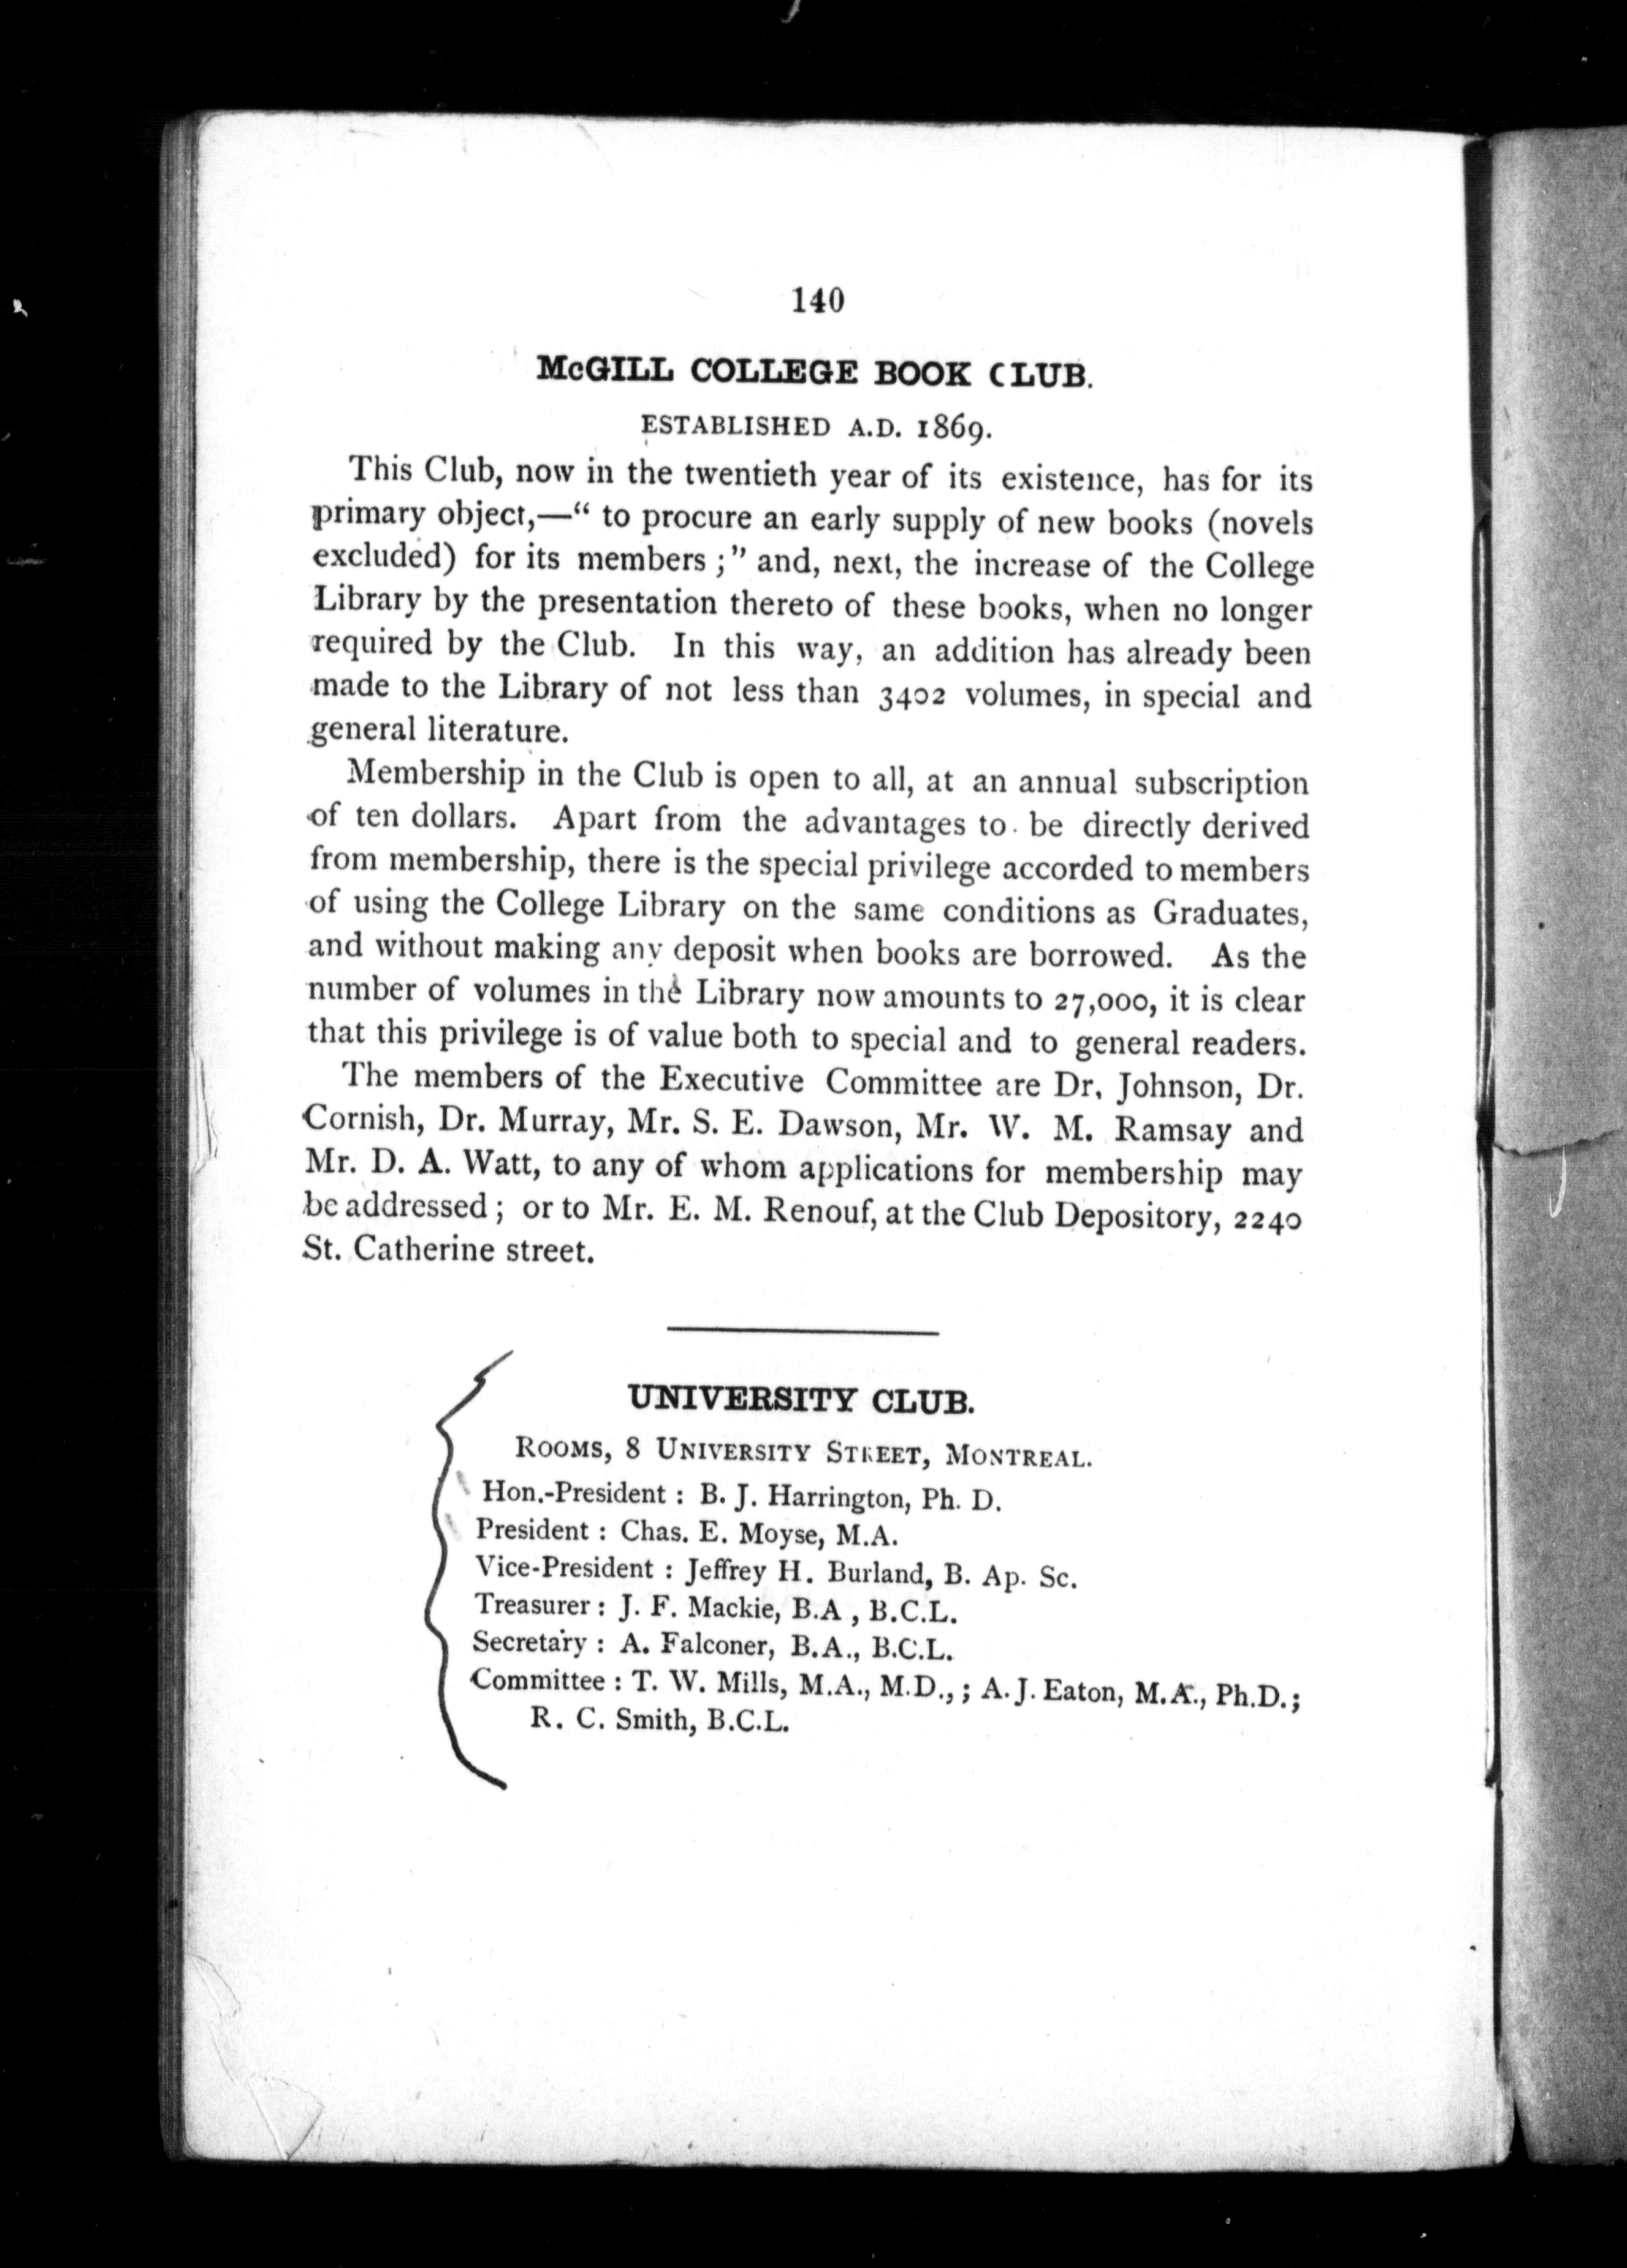 140
McGILL COLLEGE BOOK CLUB.
ESTABLISHED A.D. 1869.
This Club, now in the twentieth year of its existence, has for its
primary object,—“ to procure an early supply of new books (novels
excluded) for its members ;” and, next, the increase of the College
Library by the presentation thereto of these books, when no longer
required by the Club. In this way, an addition has already been
made to the Library of not less than 3402 volumes, in special and
general literature.
Membership in the Club is open to all, at an annual subscription
of ten dollars. Apart from the advantages to be directly derived
from membership, there is the special privilege accorded to members
of using the College Library on the same conditions as Graduates,
and without making any deposit when books are borrowed. As the
number of volumes in the Library now amounts to 27,000, it is clear
that this privilege is of value both to special and to general readers.
The members of the Executive Committee are Dr. Johnson, Dr.
Cornish, Dr. Murray, Mr. S. E. Dawson, Mr. W. M. Ramsay and
Mr. D. A. Watt, to any of whom applications for membership may
be addressed ; or to Mr. E. M. Renouf, at the Club Depository, 2240
St. Catherine street.
UNIVERSITY CLUB.
ROOMS, 8 UNIVERSITY STREET, MONTREAL.
Hon.-President : B. J. Harrington, Ph. D.
President : Chas. E. Moyse, M.A.
Vice-President : Jeffrey H. Burland, B. Ap. Sc.
Treasurer : J. F. Mackie, B.A , B.C.L.
Secretary : A. Falconer, B.A., B.C.L.
Committee : T. W. Mills, M.A., M.D., ; A. J. Eaton, M.A., Ph.D. ;
R. C. Smith, B.C.L.